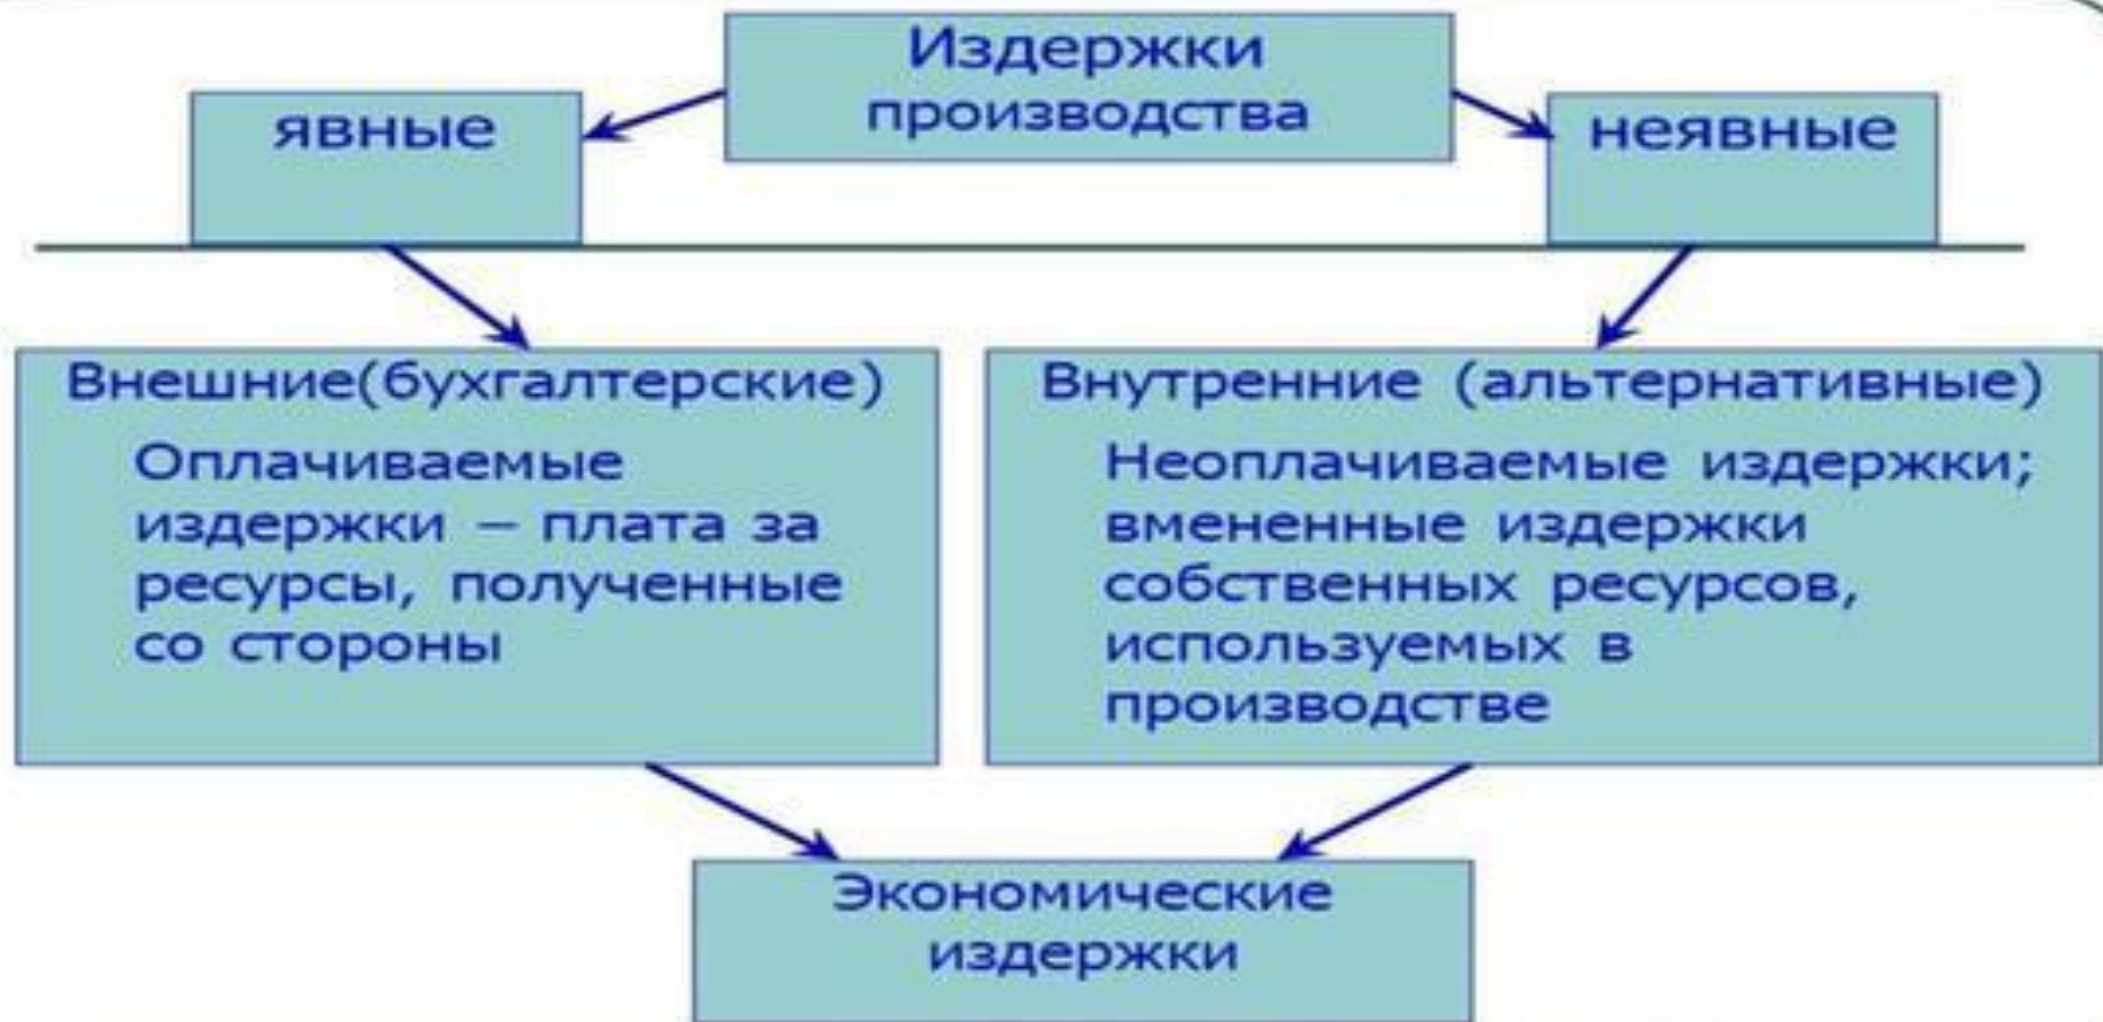 Издержки
производства
явные
неявные
Внешние(бухгалтерские)
Оплачиваемые
издержки – плата за
ресурсы, полученные
со стороны
Внутренние (альтернативные)
Неоплачиваемые издержки;
вмененные издержки
собственных ресурсов,
используемых в
производстве
Экономические
издержки